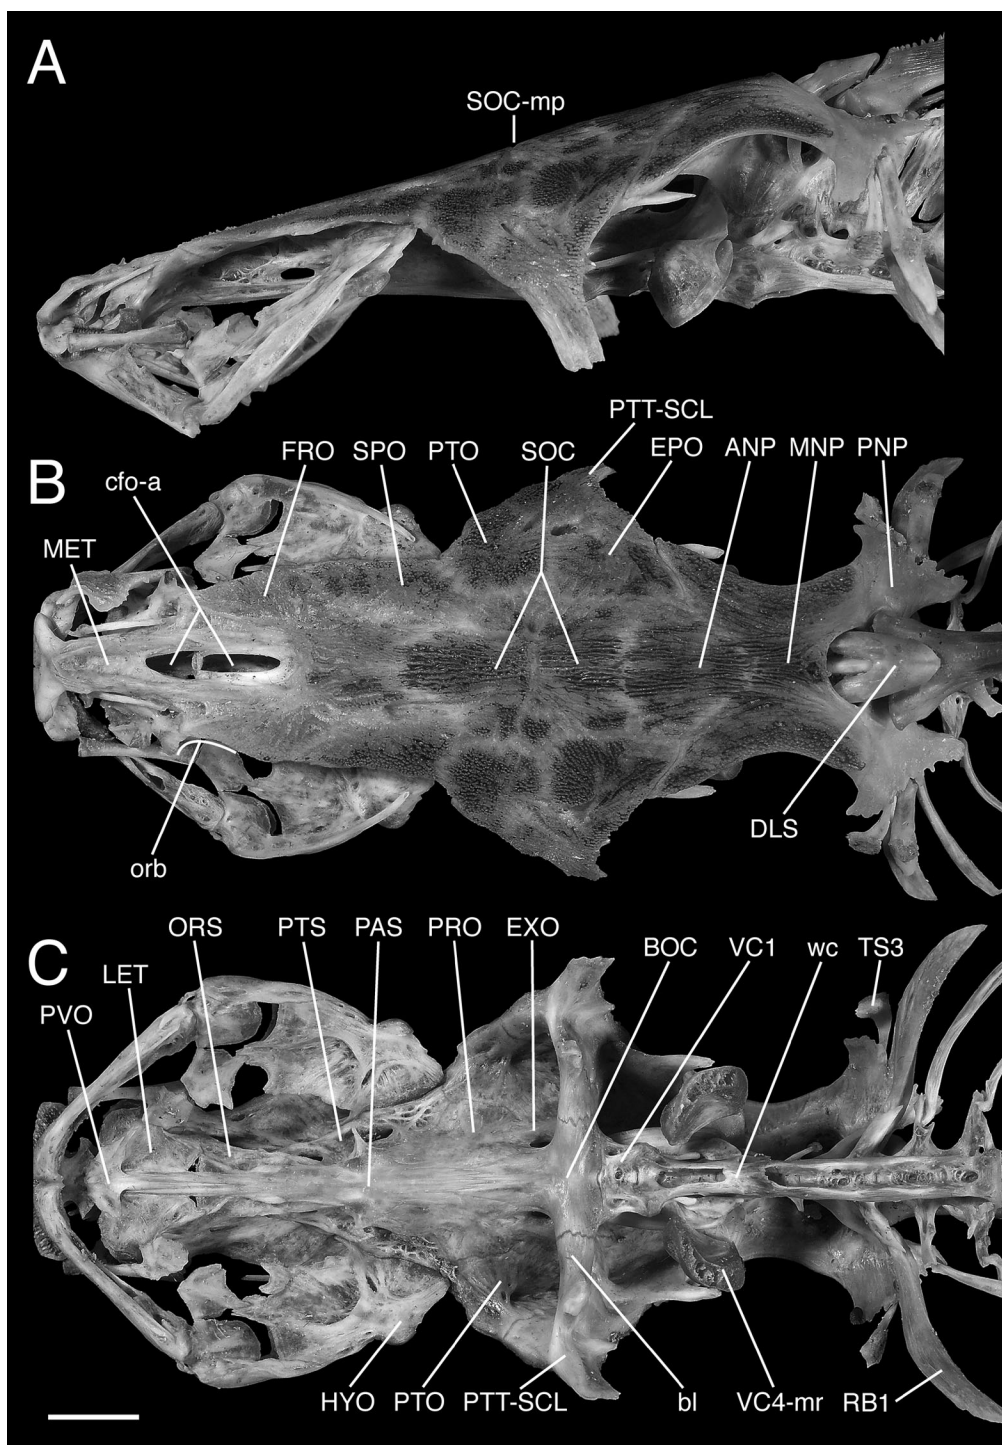 A
SOC-mp
PTT-SCL
FRO SPO PTO SOC EPO ANP MNP PNP
B
cfo-a
MET
DLS
orb
ORS PTS PAS PRO EXO BOC VC1 wc TS3
C
LET
PVO
HYO PTO PTT-SCL bl VC4-mr RB1